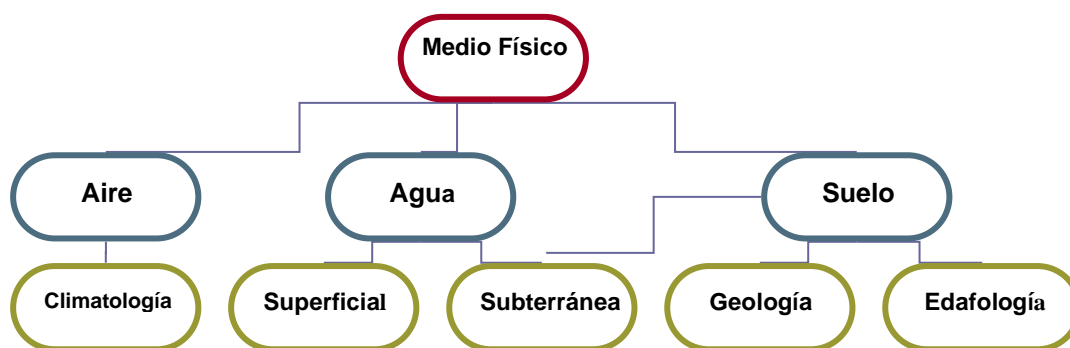 Medio Físico
Aire
Agua
Suelo
Climatología
Superficial
Subterránea
Geología
Edafología